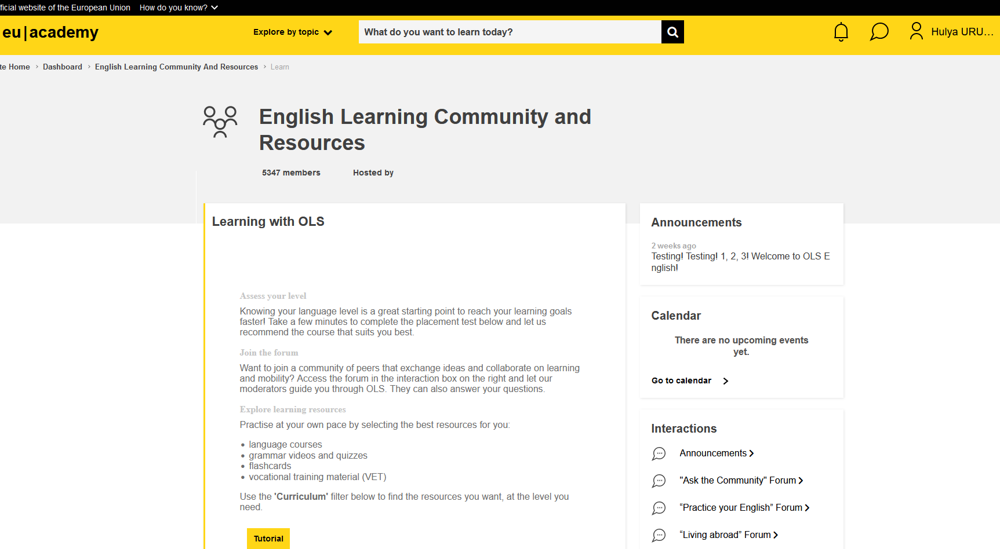 ficial website of the European Union How do you know?
eu|academy
Explore by topic
What do you want to learn today?
Hulya URU...
te Home › Dashboard › English Learning Community And Resources › Learn
English Learning Community and
Resources
5347 members Hosted by
Learning with OLS
Assess your level
Knowing your language level is a great starting point to reach your learning goals
faster! Take a few minutes to complete the placement test below and let us
recommend the course that suits you best.
Join the forum
Want to join a community of peers that exchange ideas and collaborate on learning
and mobility? Access the forum in the interaction box on the right and let our
moderators guide you through OLS. They can also answer your questions.
Explore learning resources
Practise at your own pace by selecting the best resources for you:
• language courses
• grammar videos and quizzes
• flashcards
• vocational training material (VET)
Use the 'Curriculum' filter below to find the resources you want, at the level you
need.
Tutorial
Announcements
2 weeks ago
Testing! Testing! 1, 2, 3! Welcome to OLS E
nglish!
Calendar
There are no upcoming events
yet.
Go to calendar
Interactions
Announcements
"Ask the Community" Forum
“Practice your English” Forum
“Living abroad” Forum